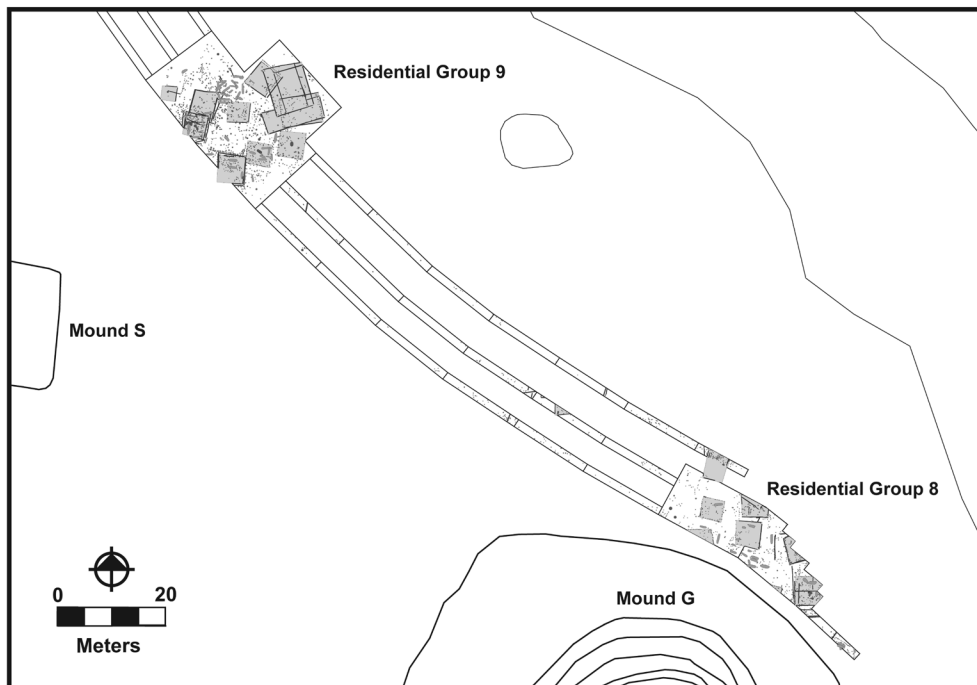 Residential Group 9
Mound S
Residential Group 8
Mound G
0 20
Meters